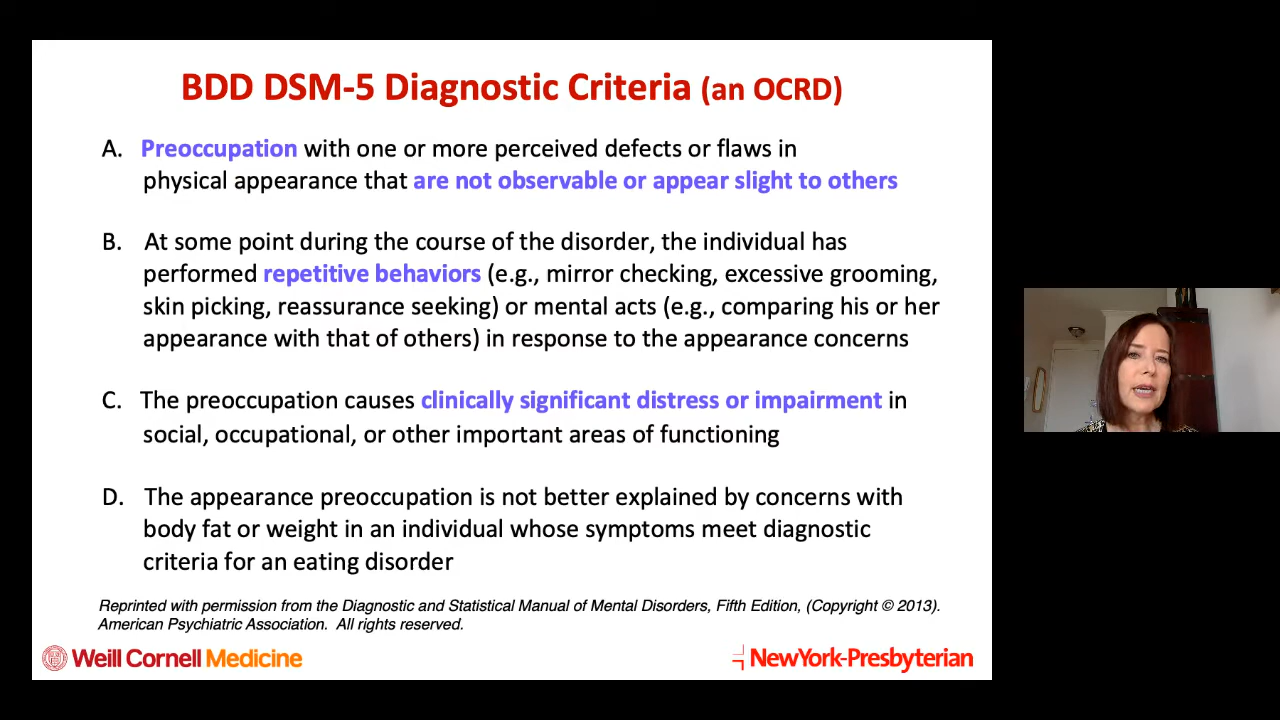 BDD DSM-5 Diagnostic Criteria (an OCRD)
A. Preoccupation with one or more perceived defects or flaws in
physical appearance that are not observable or appear slight to others
B. At some point during the course of the disorder, the individual has
performed repetitive behaviors (e.g., mirror checking, excessive grooming,
skin picking, reassurance seeking) or mental acts (e.g., comparing his or her
appearance with that of others) in response to the appearance concerns
C. The preoccupation causes clinically significant distress or impairment in
social, occupational, or other important areas of functioning
D. The appearance preoccupation is not better explained by concerns with
body fat or weight in an individual whose symptoms meet diagnostic
criteria for an eating disorder
Reprinted with permission from the Diagnostic and Statistical Manual of Mental Disorders, Fifth Edition, (Copyright © 2013).
American Psychiatric Association. All rights reserved.
Weill Cornell Medicine
NewYork-Presbyterian